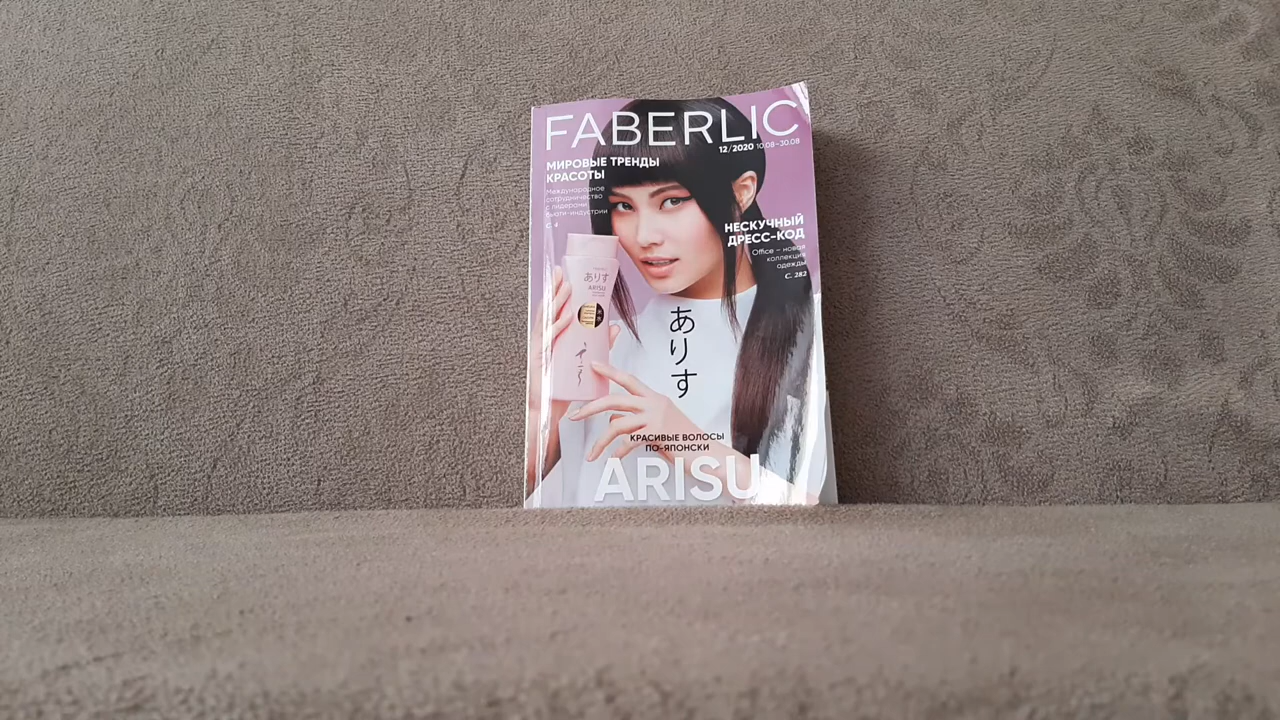 FABERLIC
12/2020 10.08–30.08
МИРОВЫЕ ТРЕНДЫ
КРАСОТЫ
Международное
сотрудничество
с лидерами
бьюти-индустрии
С. 4
НЕСКУЧНЫЙ
ДРЕСС-КОД
Office – новая
коллекция
одежды
С. 282
ありす
ARISU
ありす
КРАСИВЫЕ ВОЛОСЫ
ПО-ЯПОНСКИ
ARISU